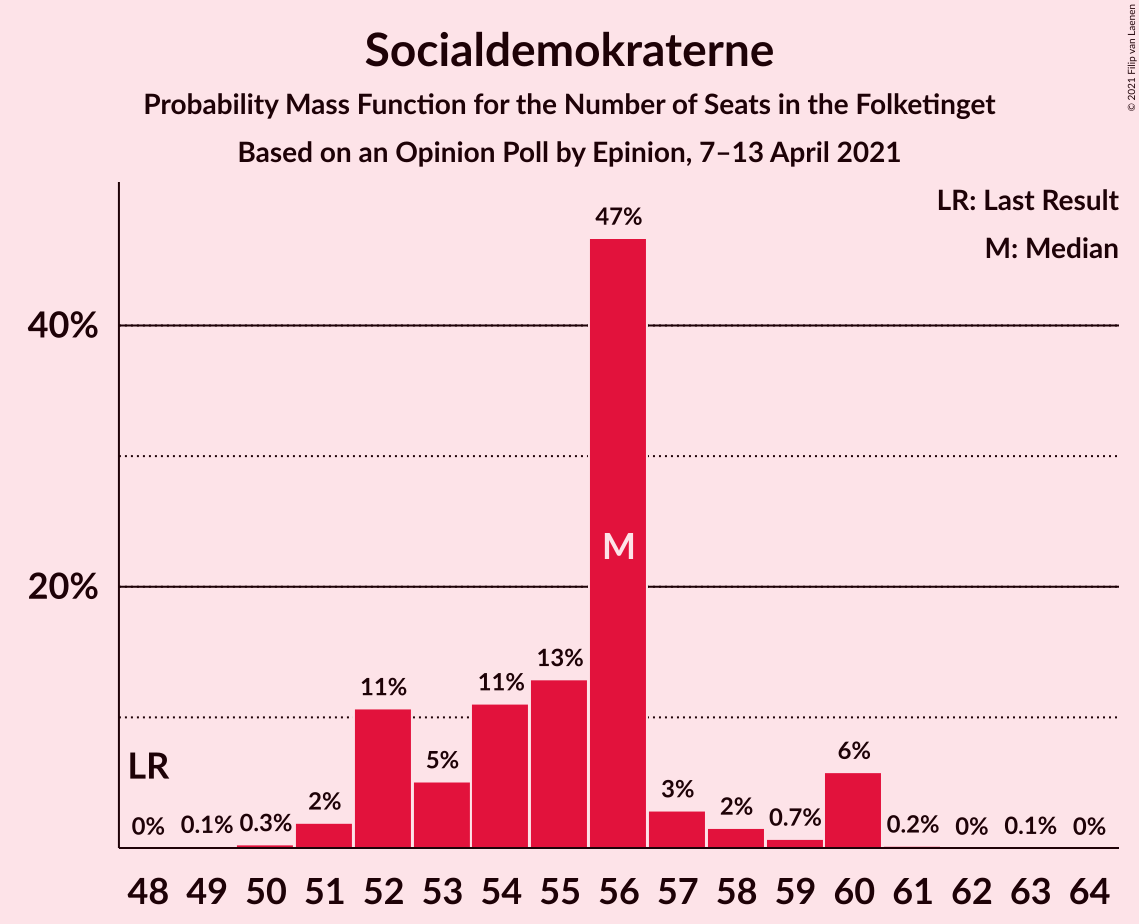 Socialdemokraterne
Probability Mass Function for the Number of Seats in the Folketinget
Based on an Opinion Poll by Epinion, 7–13 April 2021
© 2021 Filip van Laenen
LR: Last Result
M: Median
40%
20%
LR
0%
0.1%
0.3%
2%
11%
5%
11%
13%
47%
M
3%
2%
0.7%
6%
0.2%
0%
0.1%
0%
48 49 50 51 52 53 54 55 56 57 58 59 60 61 62 63 64